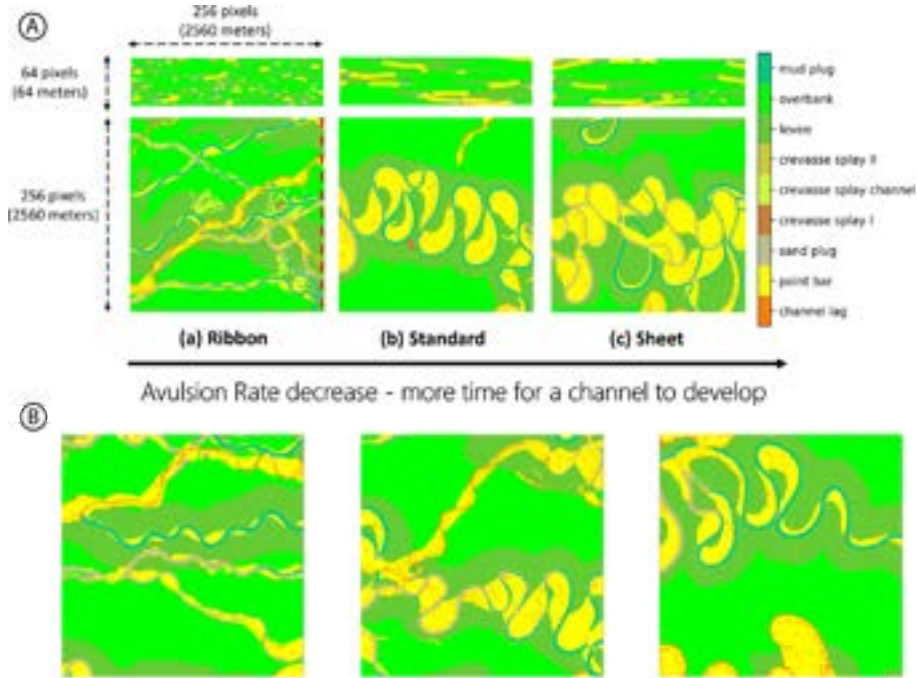 A
256 pixels
(2560 meters)
64 pixels
(64 meters)
256 pixels
(2560 meters)
mud plug
overbank
levee
crevasse splay II
crevasse splay channel
crevasse splay I
sand plug
point bar
channel lag
(a) Ribbon
(b) Standard
(c) Sheet
Avulsion Rate decrease - more time for a channel to develop
B